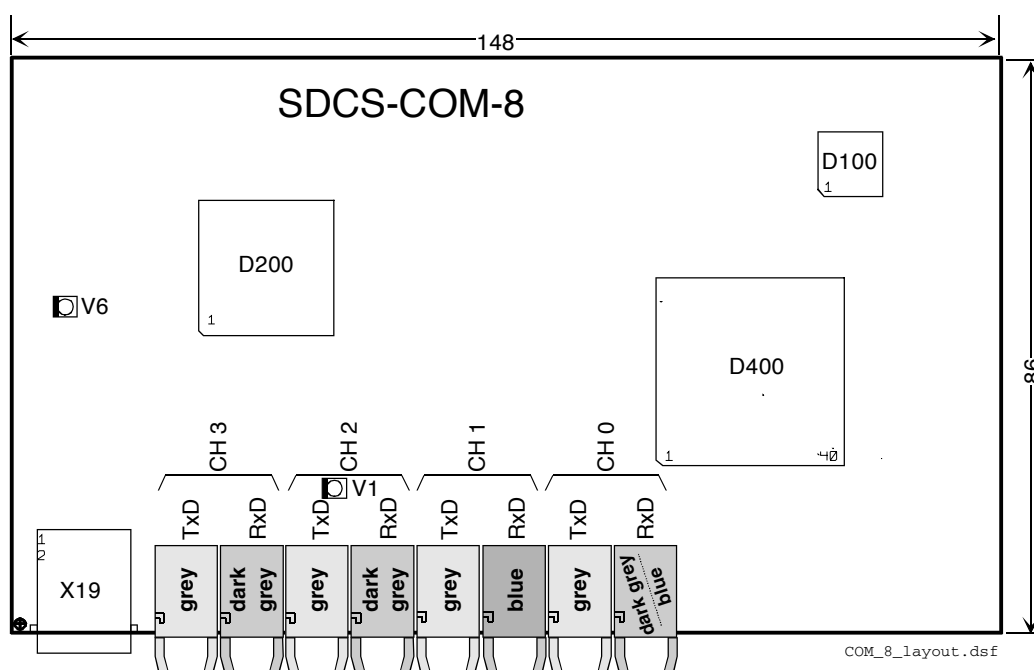 148
SDCS-COM-8
D100
1
D200
1
V6
D400
1
40
86
CH 3
CH 2
CH 1
CH 0
V1
TxD
RxD
TxD
RxD
TxD
RxD
TxD
RxD
1
2
X19
grey
dark grey
grey
dark grey
grey
blue
grey
dark grey
blue
COM_8_layout.dsf